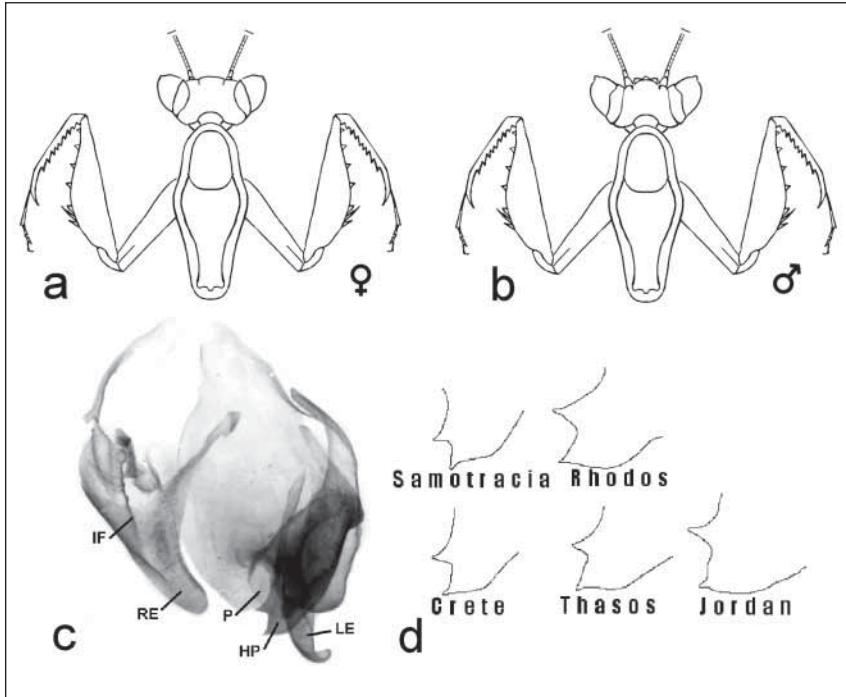 a ♀
b ♂
IF
RE
P
HP
LE
c
d
Samotracia Rhodos
Crete Thasos Jordan